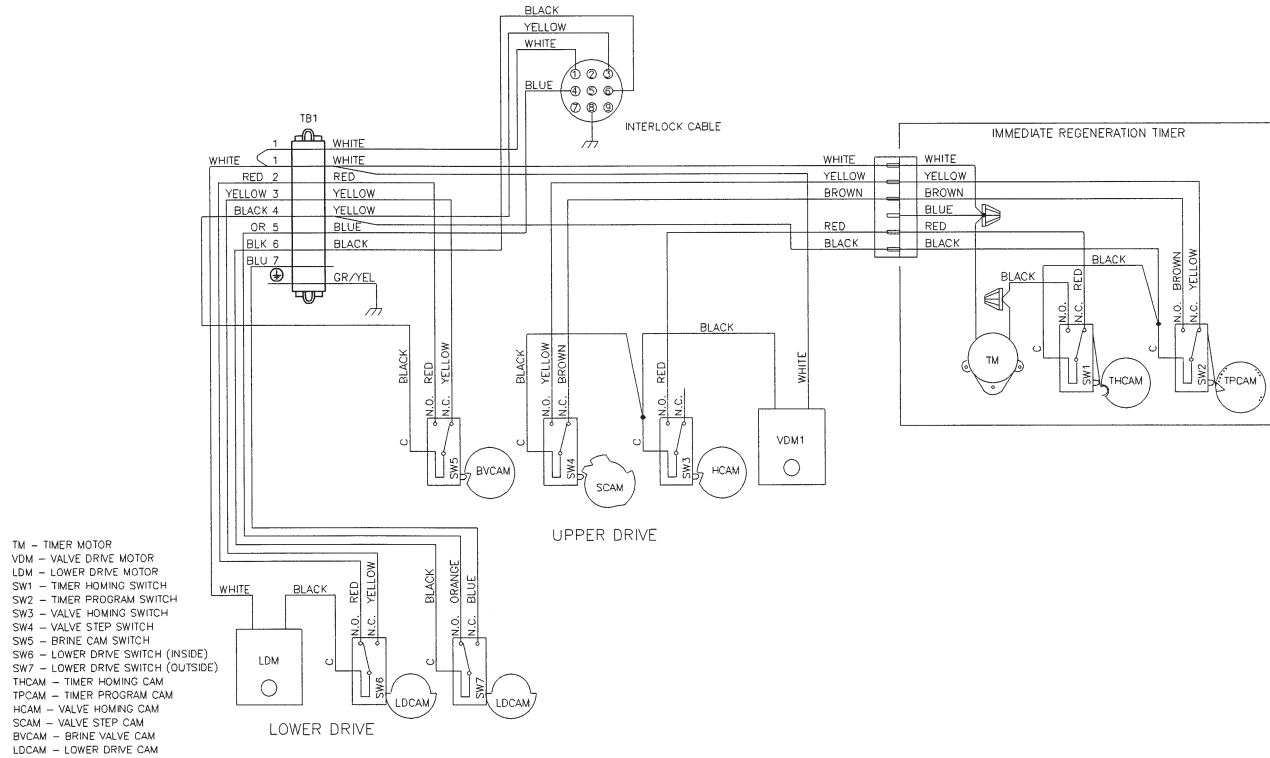 BLACK
YELLOW
WHITE
1 2 3
BLUE
4 5 6
7 8 9
INTERLOCK CABLE
TB1
IMMEDIATE REGENERATION TIMER
1 WHITE
WHITE 1 WHITE
RED 2 RED
YELLOW 3 YELLOW
BLACK 4 YELLOW
OR 5 BLUE
BLK 6 BLACK
BLU 7
GR/YEL
WHITE WHITE
YELLOW YELLOW
BROWN BROWN
BLUE
RED RED
BLACK BLACK
BLACK
BLACK
RED
BROWN
YELLOW
N.O.
N.C.
N.O.
N.C.
C
C
TM
SW1
THCAM
SW2
TPCAM
BLACK
BLACK
RED
YELLOW
BLACK
YELLOW
BROWN
RED
WHITE
N.O.
N.C.
N.O.
N.C.
N.O.
N.C.
C
C
C
SW5
BVCAM
SW4
SCAM
SW3
HCAM
VDM1
UPPER DRIVE
WHITE
BLACK
RED
YELLOW
BLACK
ORANGE
BLUE
N.O.
N.C.
N.O.
N.C.
C
C
LDM
SW6
LDCAM
SW7
LDCAM
LOWER DRIVE
TM – TIMER MOTOR
VDM – VALVE DRIVE MOTOR
LDM – LOWER DRIVE MOTOR
SW1 – TIMER HOMING SWITCH
SW2 – TIMER PROGRAM SWITCH
SW3 – VALVE HOMING SWITCH
SW4 – VALVE STEP SWITCH
SW5 – BRINE CAM SWITCH
SW6 – LOWER DRIVE SWITCH (INSIDE)
SW7 – LOWER DRIVE SWITCH (OUTSIDE)
THCAM – TIMER HOMING CAM
TPCAM – TIMER PROGRAM CAM
HCAM – VALVE HOMING CAM
SCAM – VALVE STEP CAM
BVCAM – BRINE VALVE CAM
LDCAM – LOWER DRIVE CAM